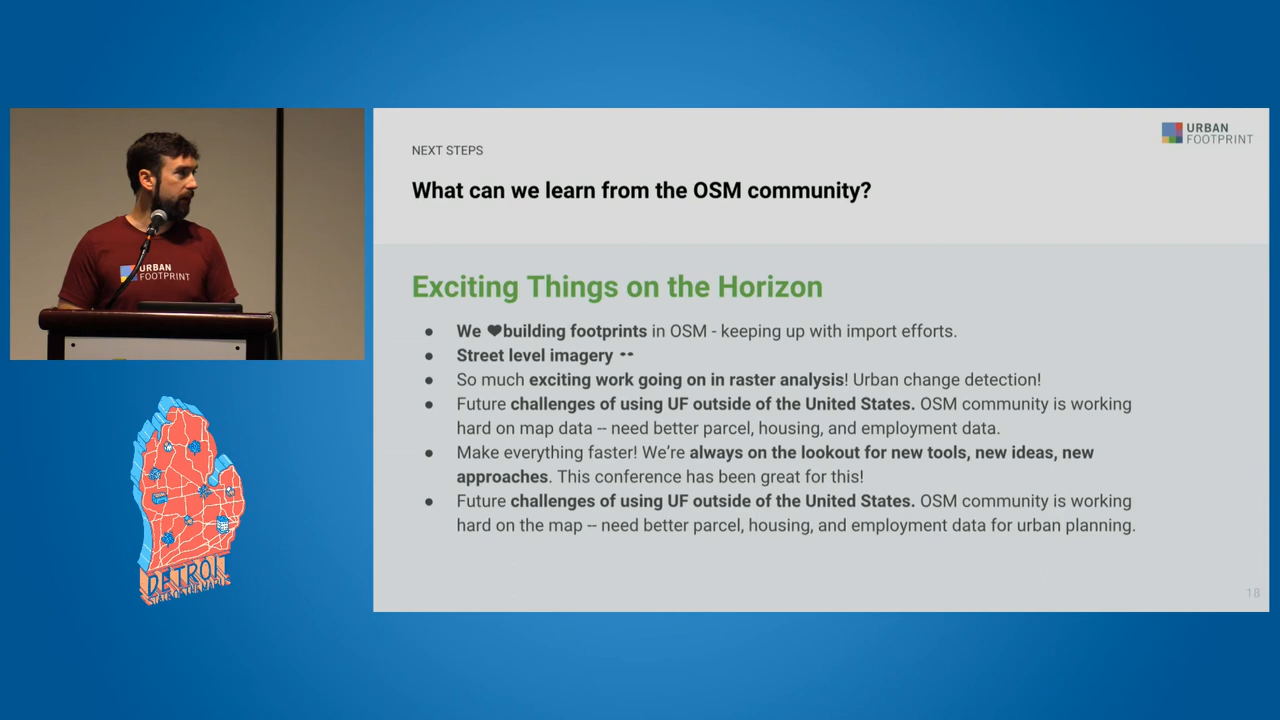 URBAN
FOOTPRINT
NEXT STEPS
What can we learn from the OSM community?
Exciting Things on the Horizon
● We ❤building footprints in OSM - keeping up with import efforts.
● Street level imagery
● So much exciting work going on in raster analysis! Urban change detection!
● Future challenges of using UF outside of the United States. OSM community is working
hard on map data -- need better parcel, housing, and employment data.
● Make everything faster! We're always on the lookout for new tools, new ideas, new
approaches. This conference has been great for this!
● Future challenges of using UF outside of the United States. OSM community is working
hard on the map -- need better parcel, housing, and employment data for urban planning.
18
URBAN
FOOTPRINT
DETROIT
STATE OF THE MAP US